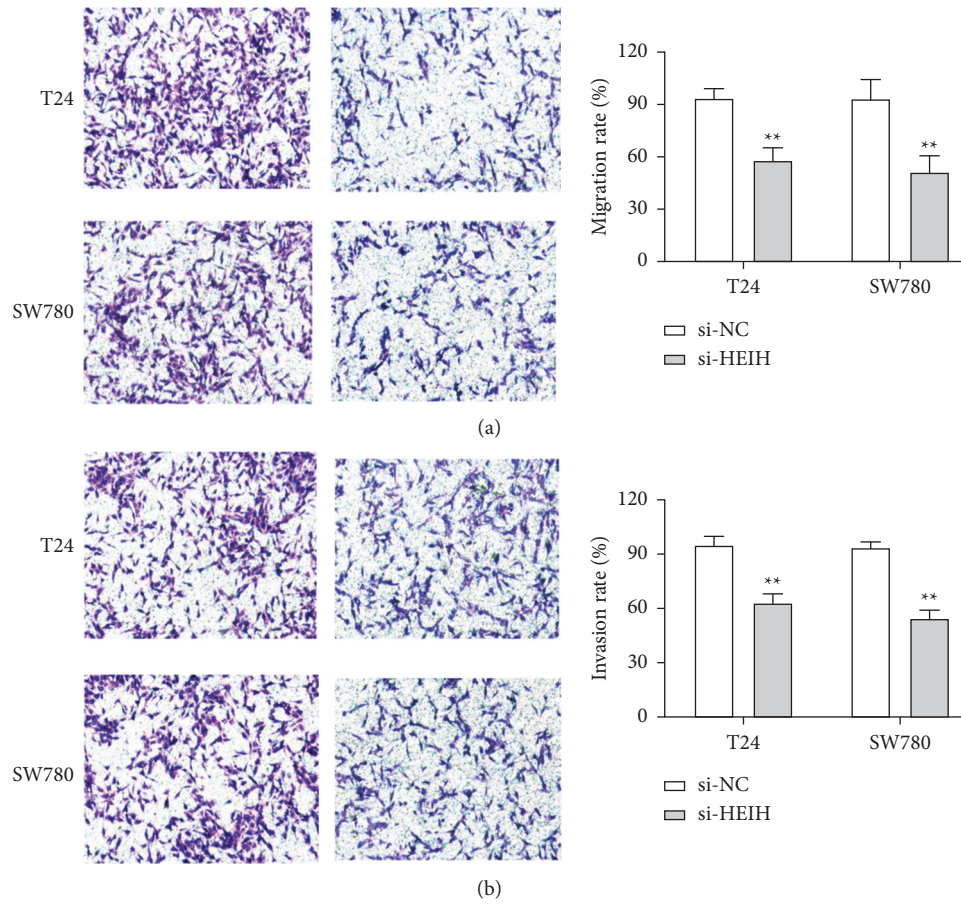 T24
SW780
Migration rate (%)
120
90
60
30
0
**
**
T24
SW780
si-NC
si-HEIH
(a)
T24
SW780
Invasion rate (%)
120
90
60
30
0
**
**
T24
SW780
si-NC
si-HEIH
(b)